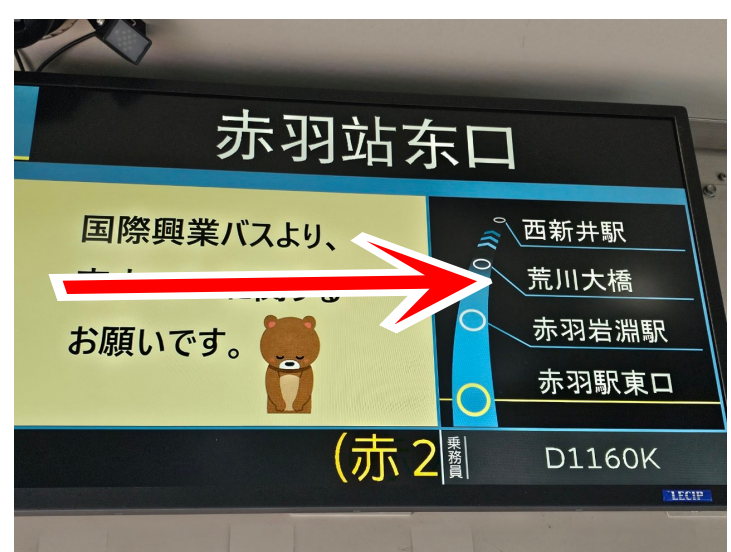 赤羽站东口
国際興業バスより、
お願いです。
西新井駅
荒川大橋
赤羽岩淵駅
赤羽駅東口
(赤2
乗務員
D1160K
LECIP